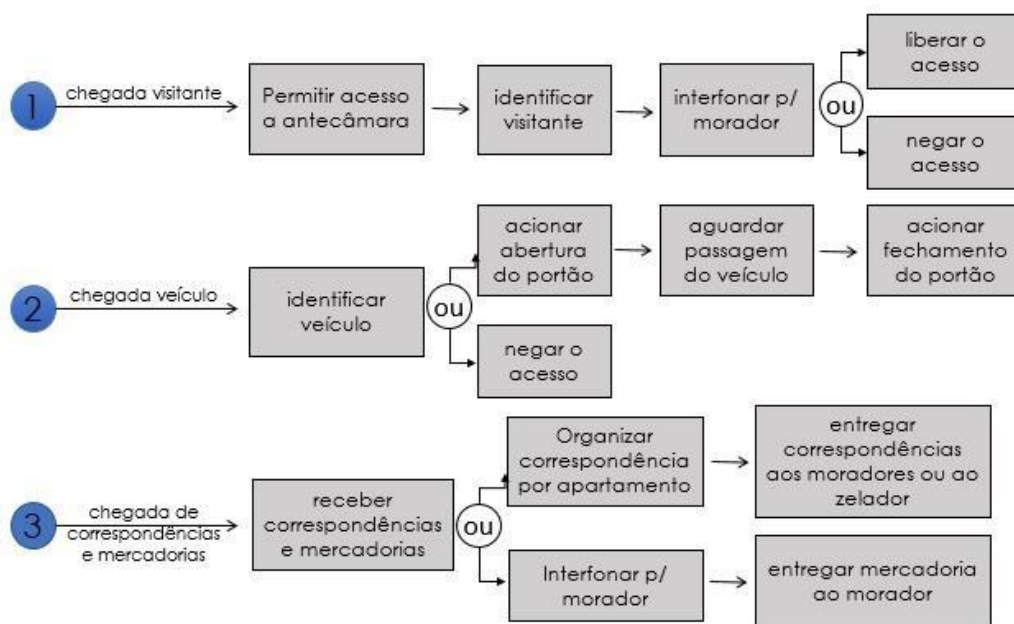 1
chegada visitante
Permitir acesso
a antecâmara
identificar
visitante
interfonar p/
morador
ou
liberar o
acesso
negar o
acesso
2
chegada veículo
identificar
veículo
ou
acionar
abertura
do portão
aguardar
passagem
do veículo
acionar
fechamento
do portão
negar o
acesso
3
chegada de
correspondências
e mercadorias
receber
correspondências
e mercadorias
ou
Organizar
correspondência
por apartamento
entregar
correspondências
aos moradores ou ao
zelador
Interfonar p/
morador
entregar mercadoria
ao morador